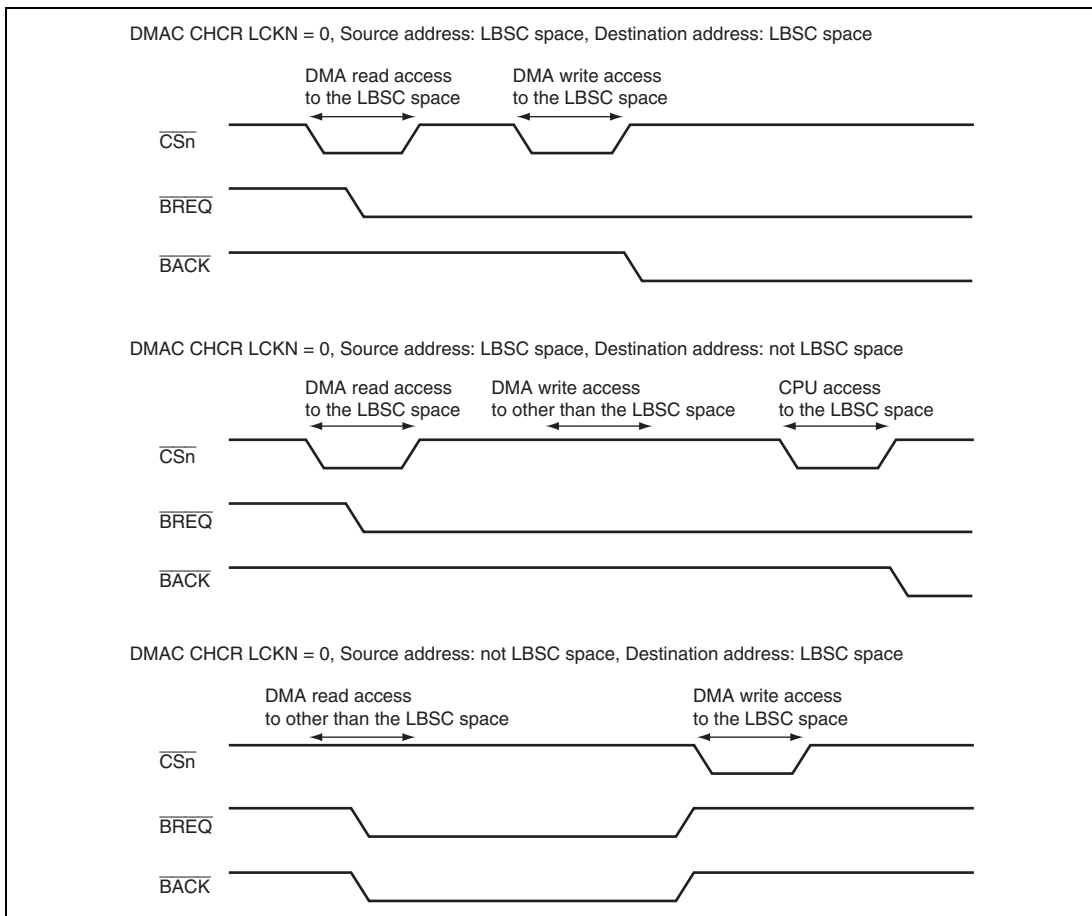 DMAC CHCR LCKN = 0, Source address: LBSC space, Destination address: LBSC space
DMA read access
to the LBSC space
DMA write access
to the LBSC space
CSn
BREQ
BACK
DMAC CHCR LCKN = 0, Source address: LBSC space, Destination address: not LBSC space
DMA read access
to the LBSC space
DMA write access
to other than the LBSC space
CPU access
to the LBSC space
CSn
BREQ
BACK
DMAC CHCR LCKN = 0, Source address: not LBSC space, Destination address: LBSC space
DMA read access
to other than the LBSC space
DMA write access
to the LBSC space
CSn
BREQ
BACK